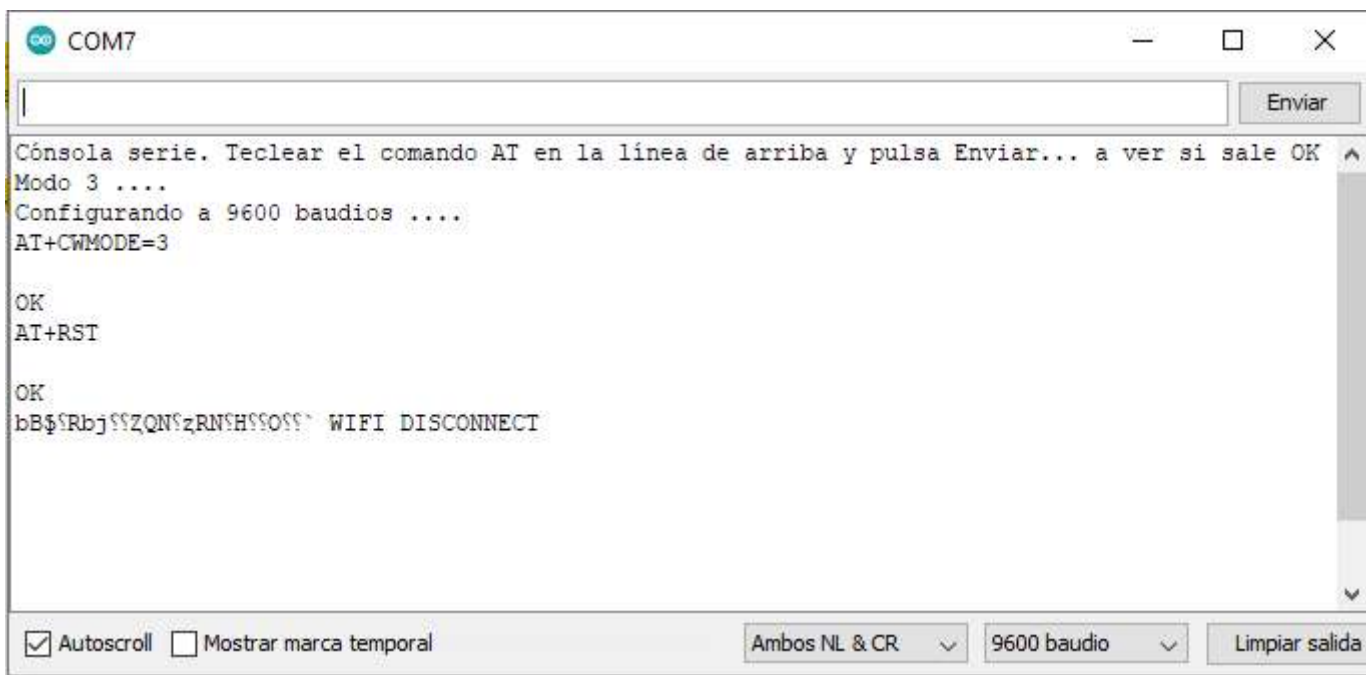 COM7
Enviar
Cónsola serie. Teclear el comando AT en la línea de arriba y pulsa Enviar... a ver si sale OK
Modo 3 ....
Configurando a 9600 baudios ....
AT+CWMODE=3
OK
AT+RST
OK
WIFI DISCONNECT
Autoscroll Mostrar marca temporal Ambos NL & CR 9600 baudio Limpiar salida